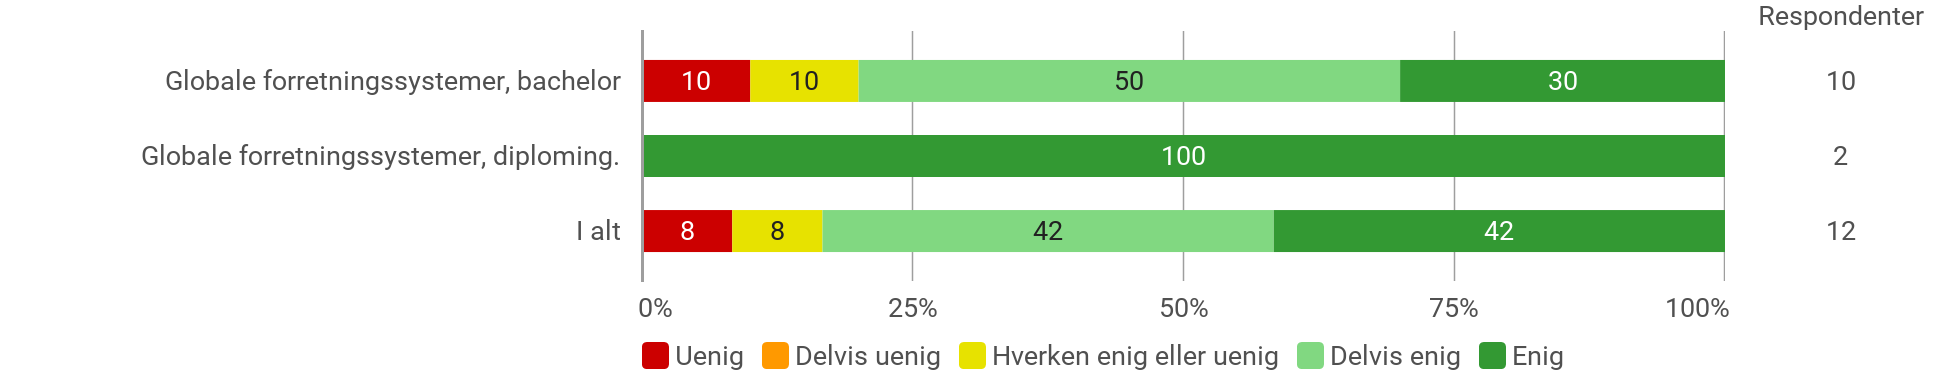 Respondenter
Globale forretningssystemer, bachelor 10 10 50 30 10
Globale forretningssystemer, diploming. 100 2
I alt 8 8 42 42 12
0% 25% 50% 75% 100%
Uenig Delvis uenig Hverken enig eller uenig Delvis enig Enig